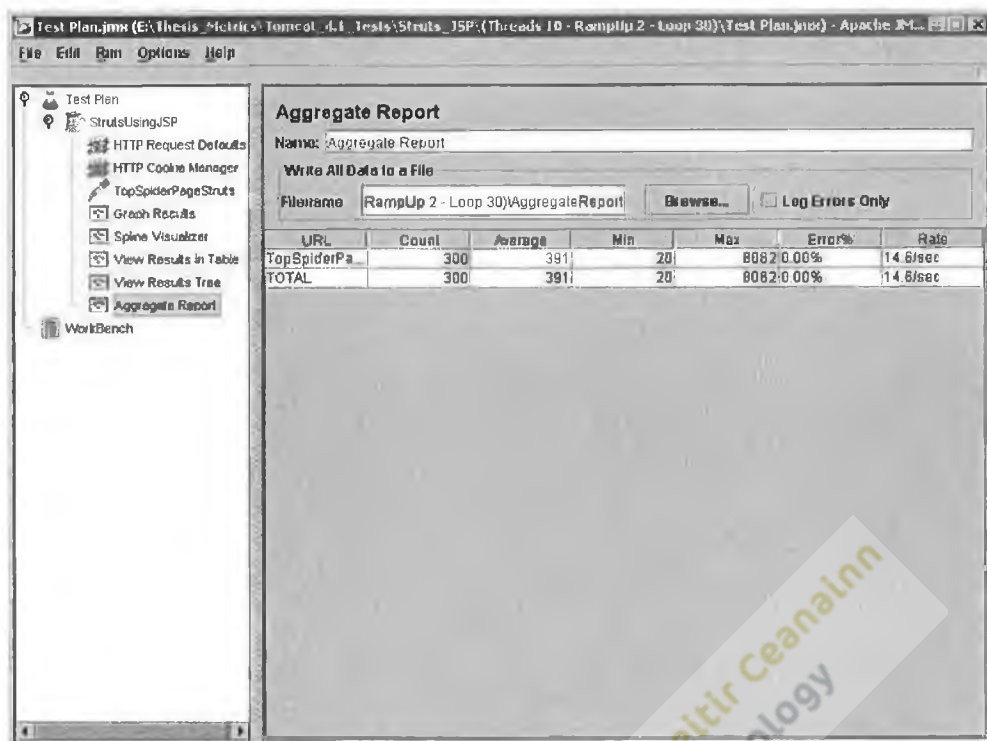 Test Plan.jmx (E:\Thesis_Metrics\Tomcat_4.1_Tests\Struts_JSP\(Threads 10 - RampUp 2 - Loop 30)\Test Plan.jmx) - Apache JM...
File Edit Run Options Help
Test Plan
StrutsUsingJSP
HTTP Request Defaults
HTTP Cookie Manager
TopSpiderPageStruts
Graph Results
Spline Visualizer
View Results in Table
View Results Tree
Aggregate Report
WorkBench
Aggregate Report
Name: Aggregate Report
Write All Data to a File
Filename RampUp 2 - Loop 30)\AggregateReport Browse... Log Errors Only
URL Count Average Min Max Error% Rate
TopSpiderPa... 300 391 20 8082 0.00% 14.6/sec
TOTAL 300 391 20 8082 0.00% 14.6/sec
eitir Ceanainn
ology